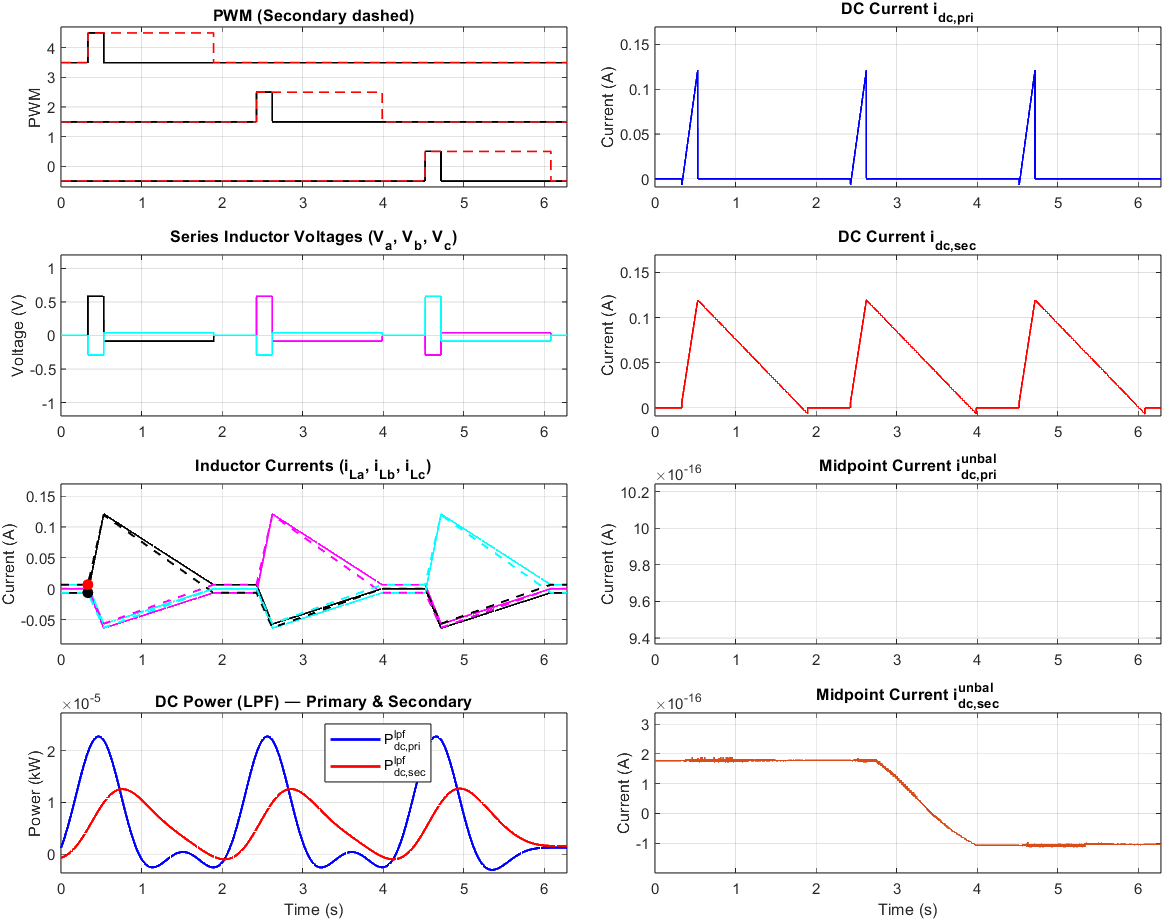 PWM (Secondary dashed)
PWM
4
3
2
1
0
0 1 2 3 4 5 6
DC Current i_dc,pri
Current (A)
0.15
0.1
0.05
0
0 1 2 3 4 5 6
Series Inductor Voltages (V_a, V_b, V_c)
Voltage (V)
1
0.5
0
-0.5
-1
0 1 2 3 4 5 6
DC Current i_dc,sec
Current (A)
0.15
0.1
0.05
0
0 1 2 3 4 5 6
Inductor Currents (i_La, i_Lb, i_Lc)
Current (A)
0.15
0.1
0.05
0
-0.05
0 1 2 3 4 5 6
Midpoint Current i^unbal_dc,pri
×10^-16
Current (A)
10.2
10
9.8
9.6
9.4
0 1 2 3 4 5 6
DC Power (LPF) — Primary & Secondary
×10^-5
Power (kW)
2
1
0
P^lpf_dc,pri
P^lpf_dc,sec
0 1 2 3 4 5 6
Time (s)
Midpoint Current i^unbal_dc,sec
×10^-16
Current (A)
3
2
1
0
-1
0 1 2 3 4 5 6
Time (s)